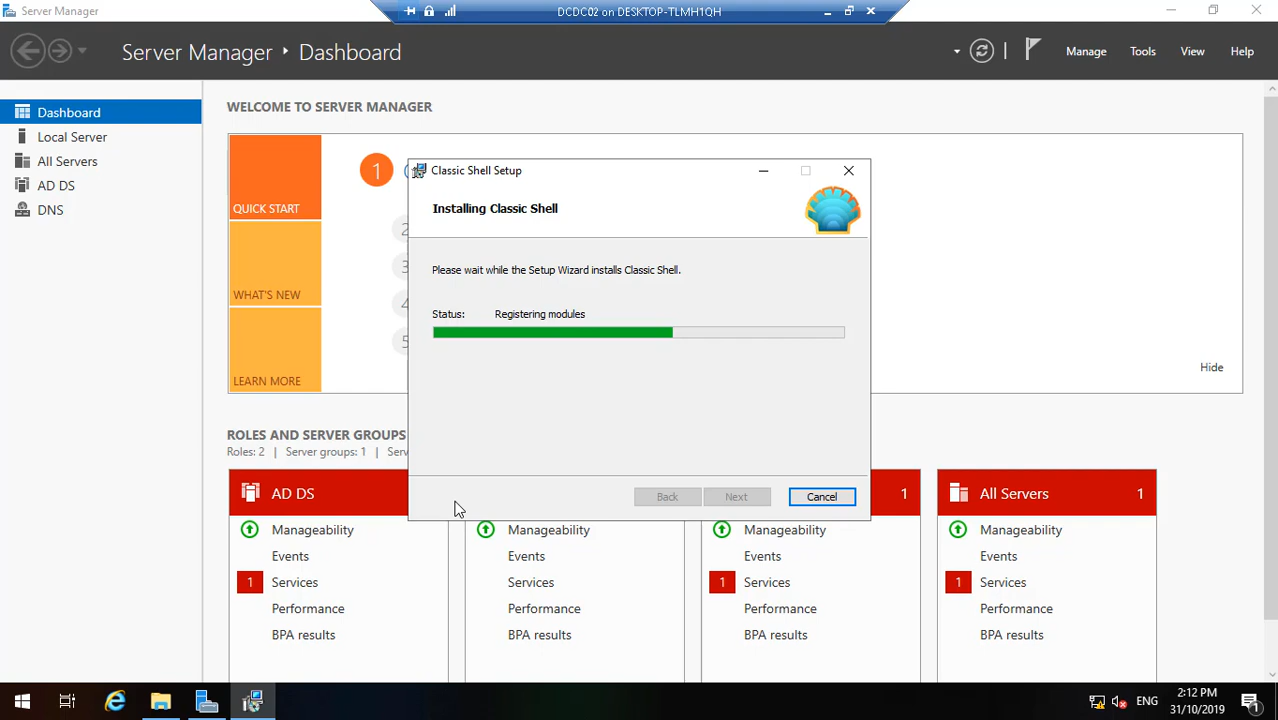 Server Manager
DCDC02 on DESKTOP-TLMH1QH
Server Manager
Dashboard
Manage
Tools
View
Help
Dashboard
Local Server
All Servers
AD DS
DNS
WELCOME TO SERVER MANAGER
QUICK START
WHAT'S NEW
LEARN MORE
1
2
3
4
5
Hide
Classic Shell Setup
Installing Classic Shell
Please wait while the Setup Wizard installs Classic Shell.
Status: Registering modules
Back
Next
Cancel
ROLES AND SERVER GROUPS
Roles: 2 | Server groups: 1 |
AD DS
Manageability
Events
1 Services
Performance
BPA results
Manageability
Events
Services
Performance
BPA results
1
Manageability
Events
1 Services
Performance
BPA results
All Servers 1
Manageability
Events
1 Services
Performance
BPA results
ENG
2:12 PM
31/10/2019
1